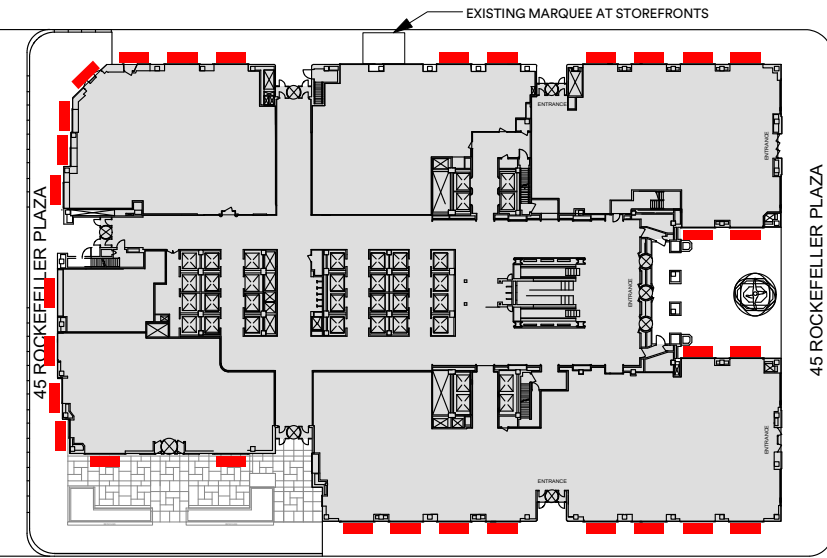 EXISTING MARQUEE AT STOREFRONTS
ENTRANCE
ENTRANCE
45 ROCKEFELLER PLAZA
45 ROCKEFELLER PLAZA
ENTRANCE
ENTRANCE
ENTRANCE